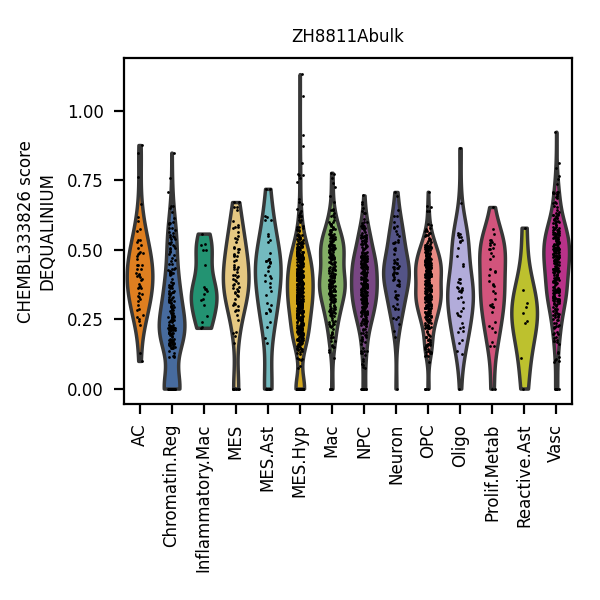 ZH8811Abulk
CHEMBL333826 score
DEQUALINIUM
1.00
0.75
0.50
0.25
0.00
AC
Chromatin.Reg
Inflammatory.Mac
MES
MES.Ast
MES.Hyp
Mac
NPC
Neuron
OPC
Oligo
Prolif.Metab
Reactive.Ast
Vasc